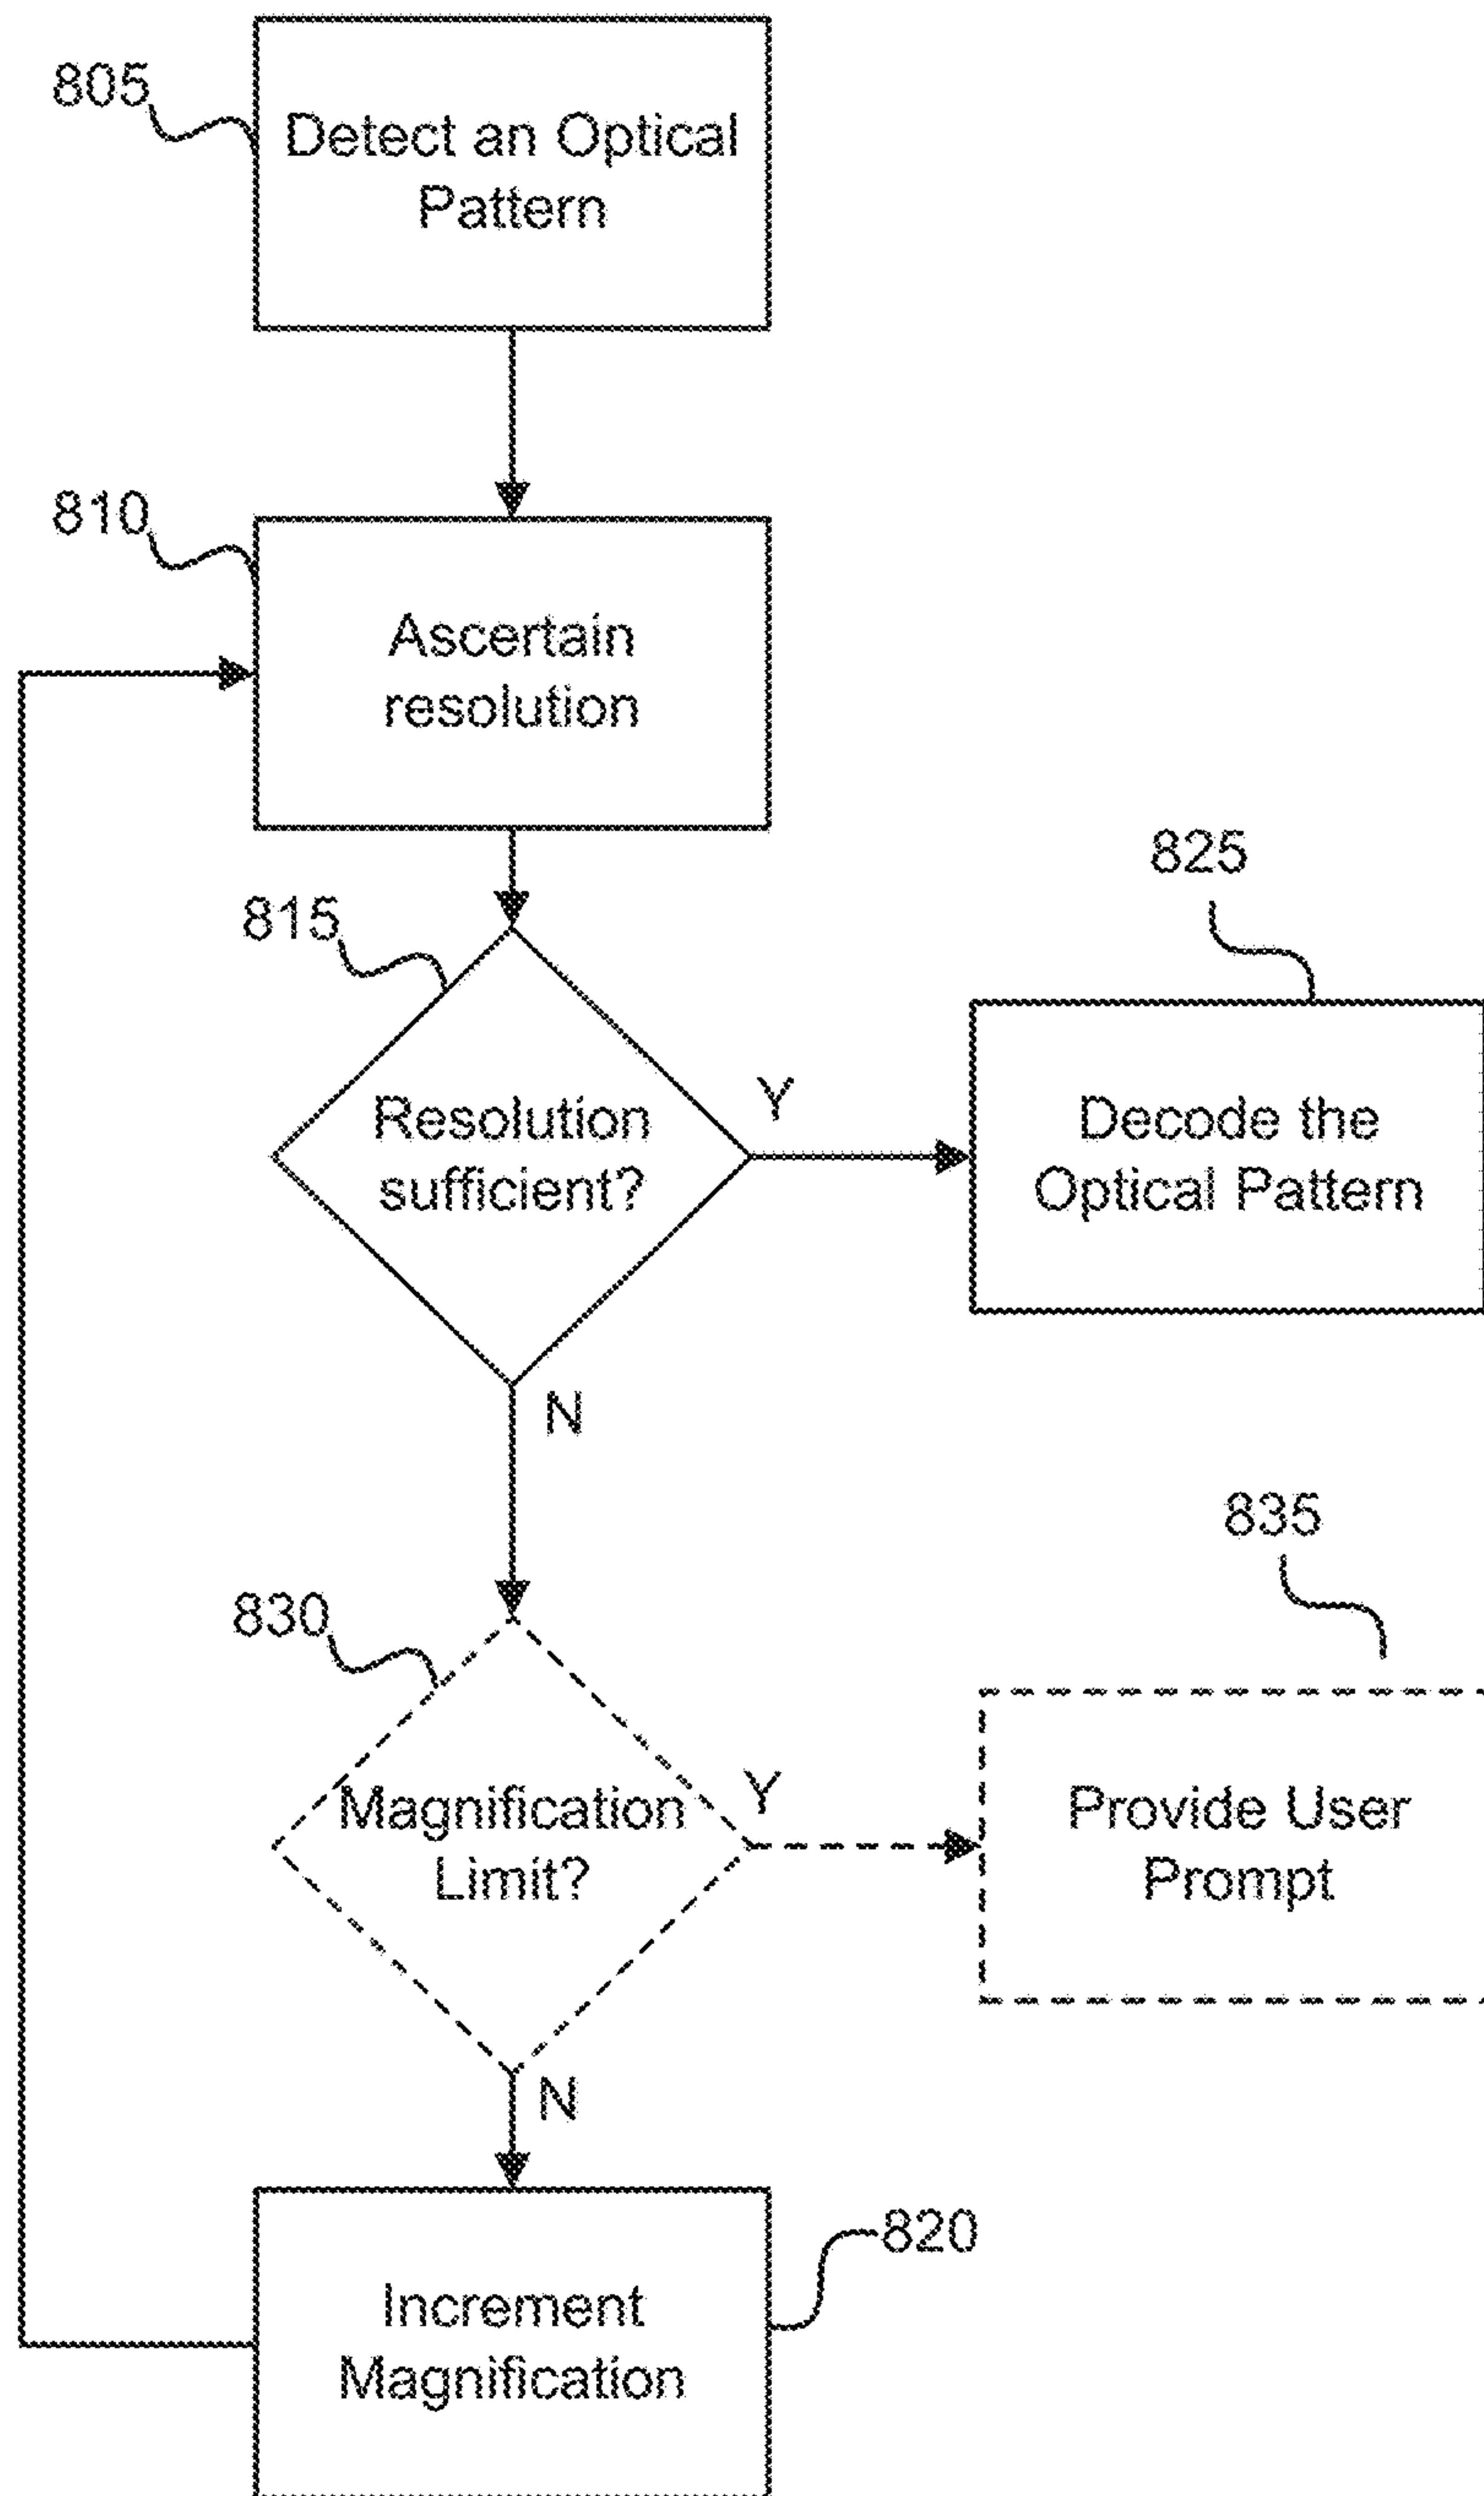 805
Detect an Optical
Pattern
810
Ascertain
resolution
815
Resolution
sufficient?
Y
825
Decode the
Optical Pattern
N
830
Magnification
Limit?
Y
835
Provide User
Prompt
N
820
Increment
Magnification